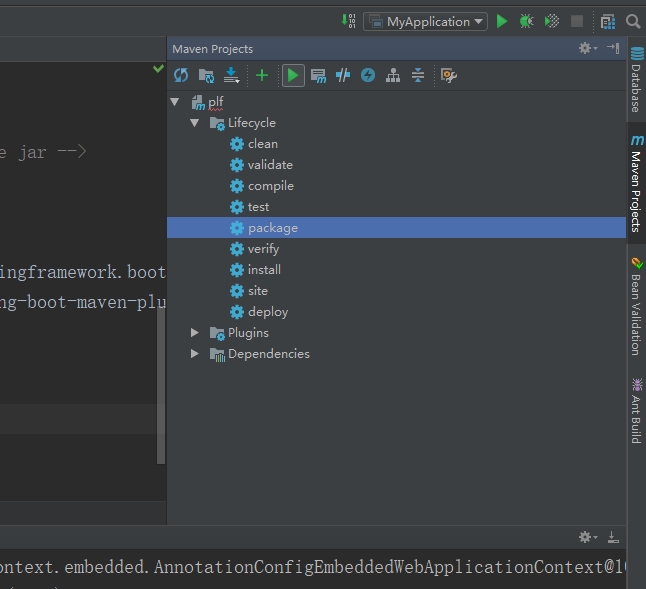 MyApplication
Maven Projects
plf
Lifecycle
clean
validate
e jar -->
compile
test
package
verify
ingframework.boot
install
site
ng-boot-maven-plu
deploy
Plugins
Dependencies
Database
Maven Projects
Bean Validation
Ant Build
ontext.embedded.AnnotationConfigEmbeddedWebApplicationContext@1